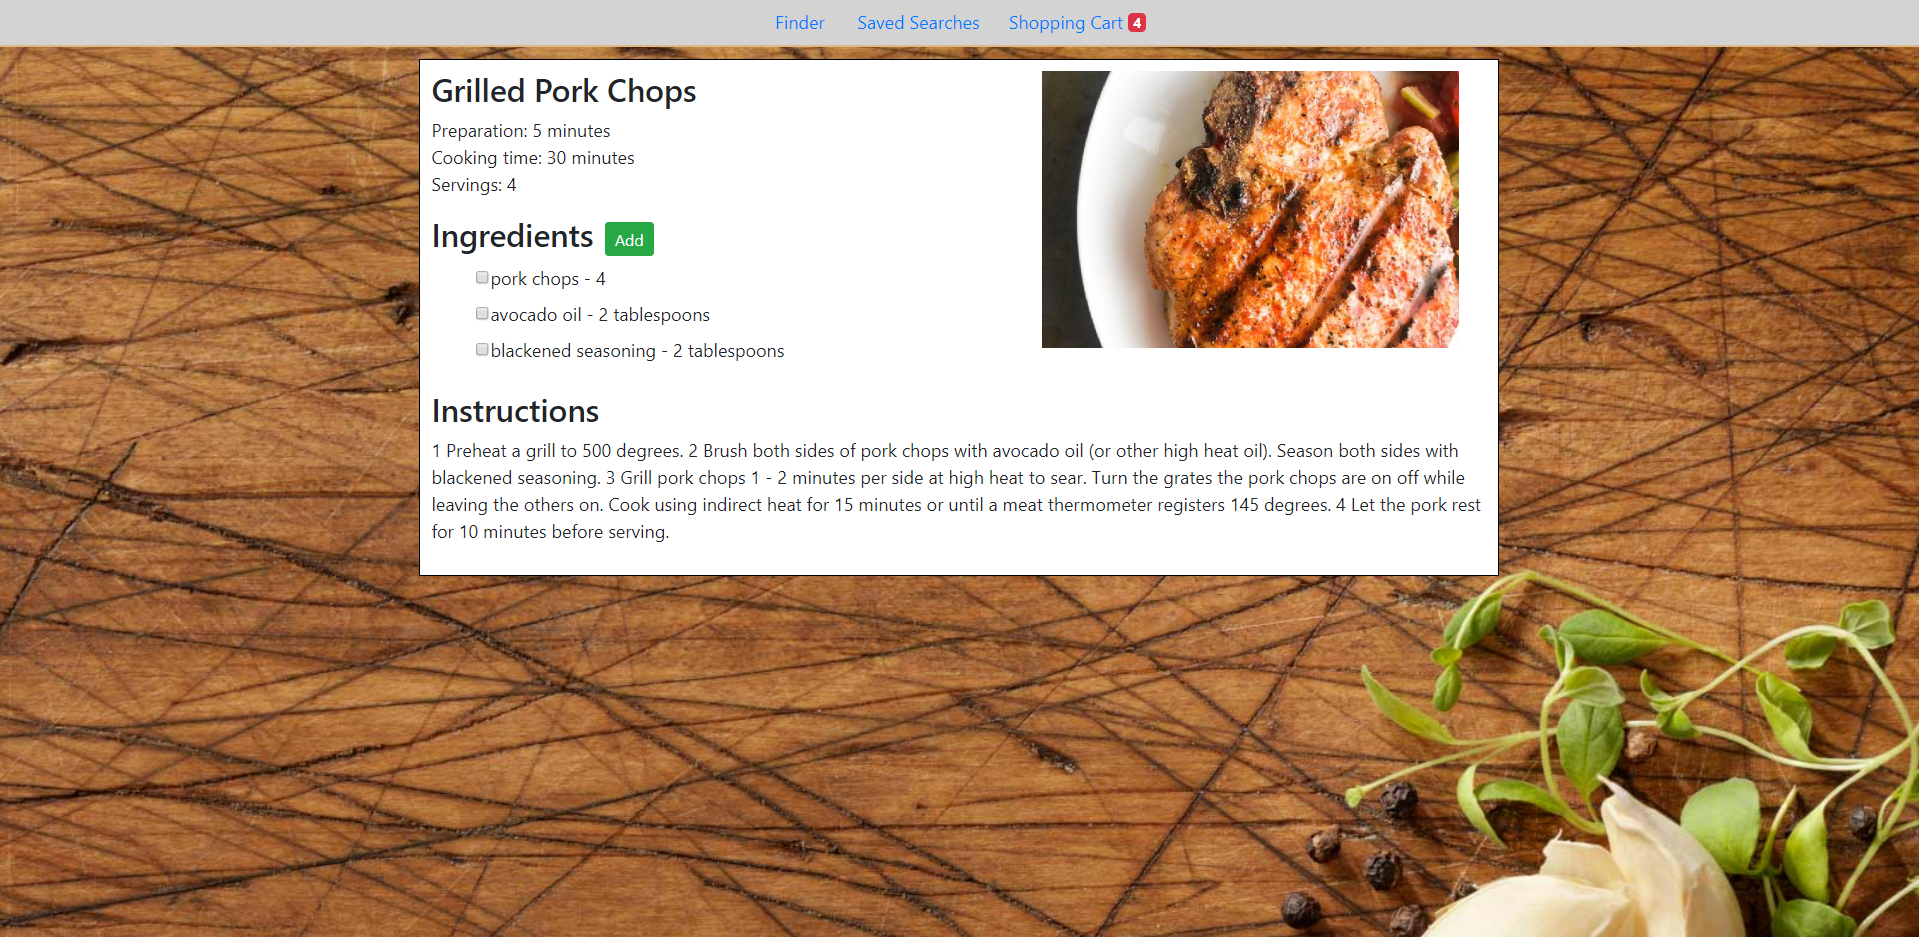 Finder Saved Searches Shopping Cart 4
Grilled Pork Chops
Preparation: 5 minutes
Cooking time: 30 minutes
Servings: 4
Ingredients Add
pork chops - 4
avocado oil - 2 tablespoons
blackened seasoning - 2 tablespoons
Instructions
1 Preheat a grill to 500 degrees. 2 Brush both sides of pork chops with avocado oil (or other high heat oil). Season both sides with
blackened seasoning. 3 Grill pork chops 1 - 2 minutes per side at high heat to sear. Turn the grates the pork chops are on off while
leaving the others on. Cook using indirect heat for 15 minutes or until a meat thermometer registers 145 degrees. 4 Let the pork rest
for 10 minutes before serving.